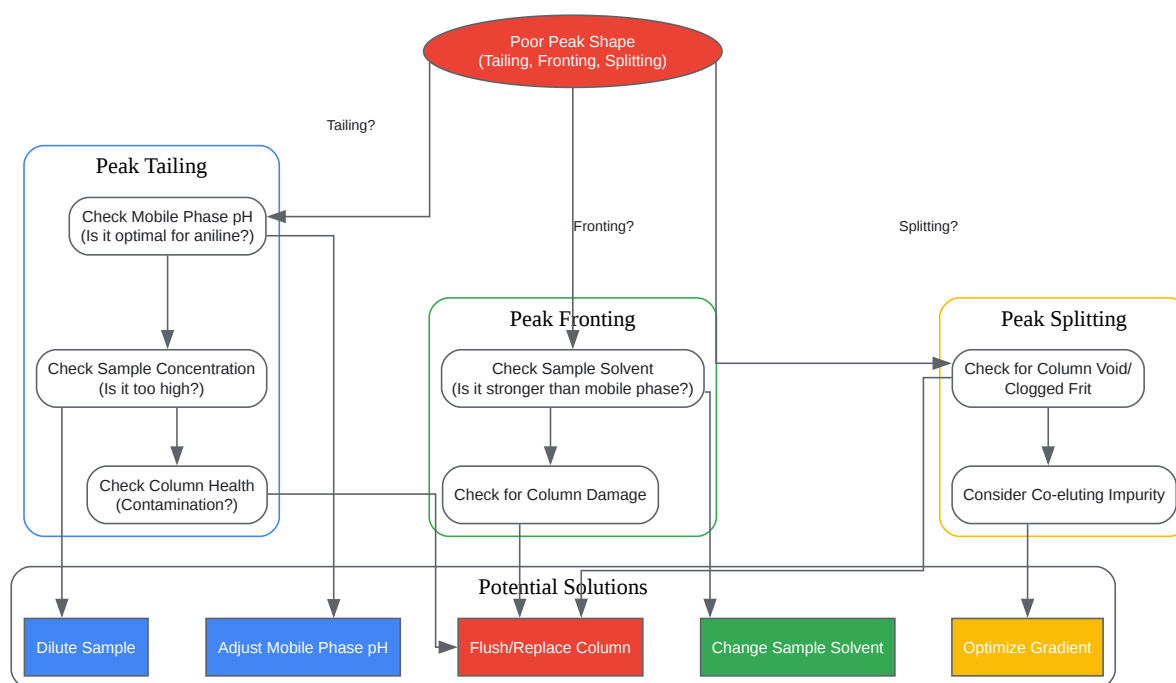 Poor Peak Shape
(Tailing, Fronting, Splitting)
Tailing?
Fronting?
Splitting?
Peak Tailing
Check Mobile Phase pH
(Is it optimal for aniline?)
Check Sample Concentration
(Is it too high?)
Check Column Health
(Contamination?)
Peak Fronting
Check Sample Solvent
(Is it stronger than mobile phase?)
Check for Column Damage
Peak Splitting
Check for Column Void/
Clogged Frit
Consider Co-eluting Impurity
Potential Solutions
Dilute Sample
Adjust Mobile Phase pH
Flush/Replace Column
Change Sample Solvent
Optimize Gradient